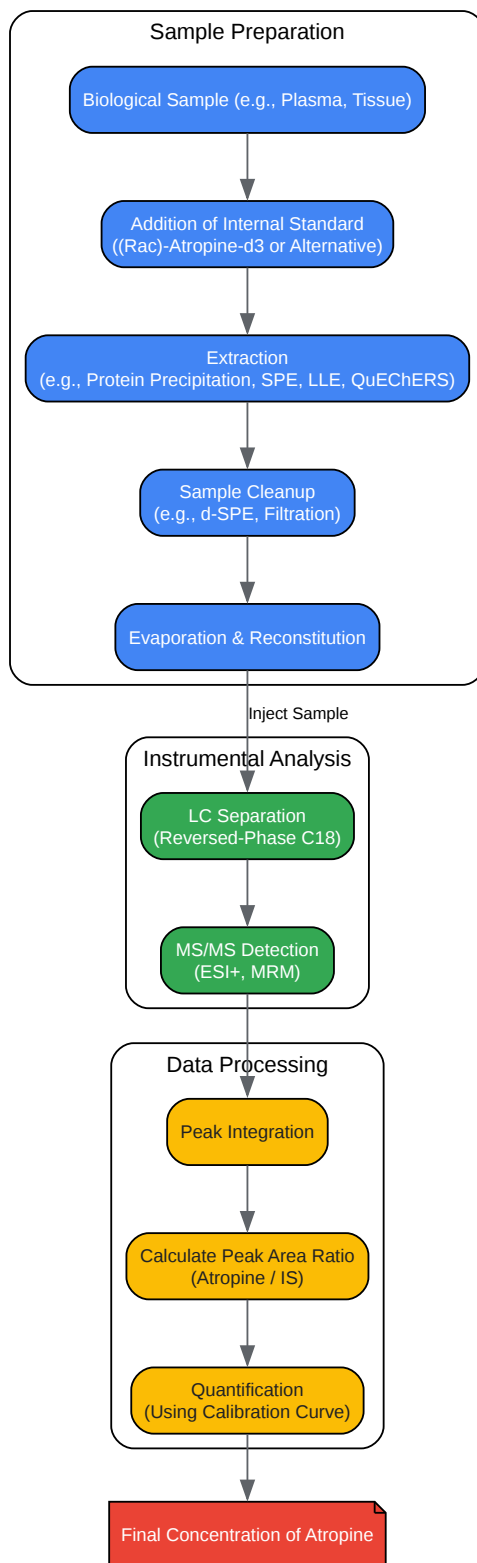 Sample Preparation
Biological Sample (e.g., Plasma, Tissue)
Addition of Internal Standard
((Rac)-Atropine-d3 or Alternative)
Extraction
(e.g., Protein Precipitation, SPE, LLE, QuEChERS)
Sample Cleanup
(e.g., d-SPE, Filtration)
Evaporation & Reconstitution
Inject Sample
Instrumental Analysis
LC Separation
(Reversed-Phase C18)
MS/MS Detection
(ESI+, MRM)
Data Processing
Peak Integration
Calculate Peak Area Ratio
(Atropine / IS)
Quantification
(Using Calibration Curve)
Final Concentration of Atropine